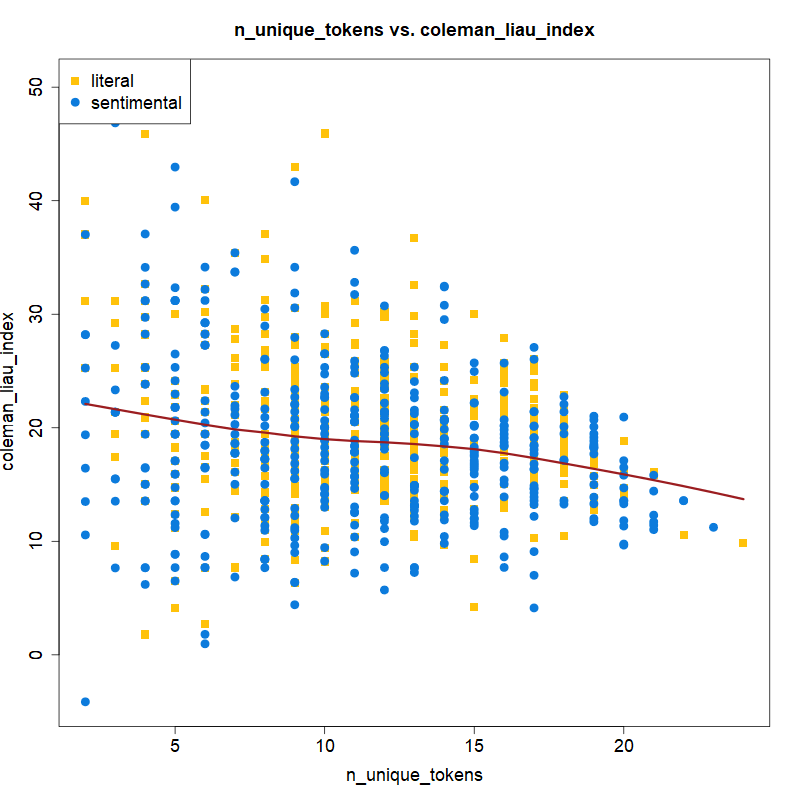 n_unique_tokens vs. coleman_liau_index
literal
sentimental
coleman_liau_index
50
40
30
20
10
0
5 10 15 20
n_unique_tokens